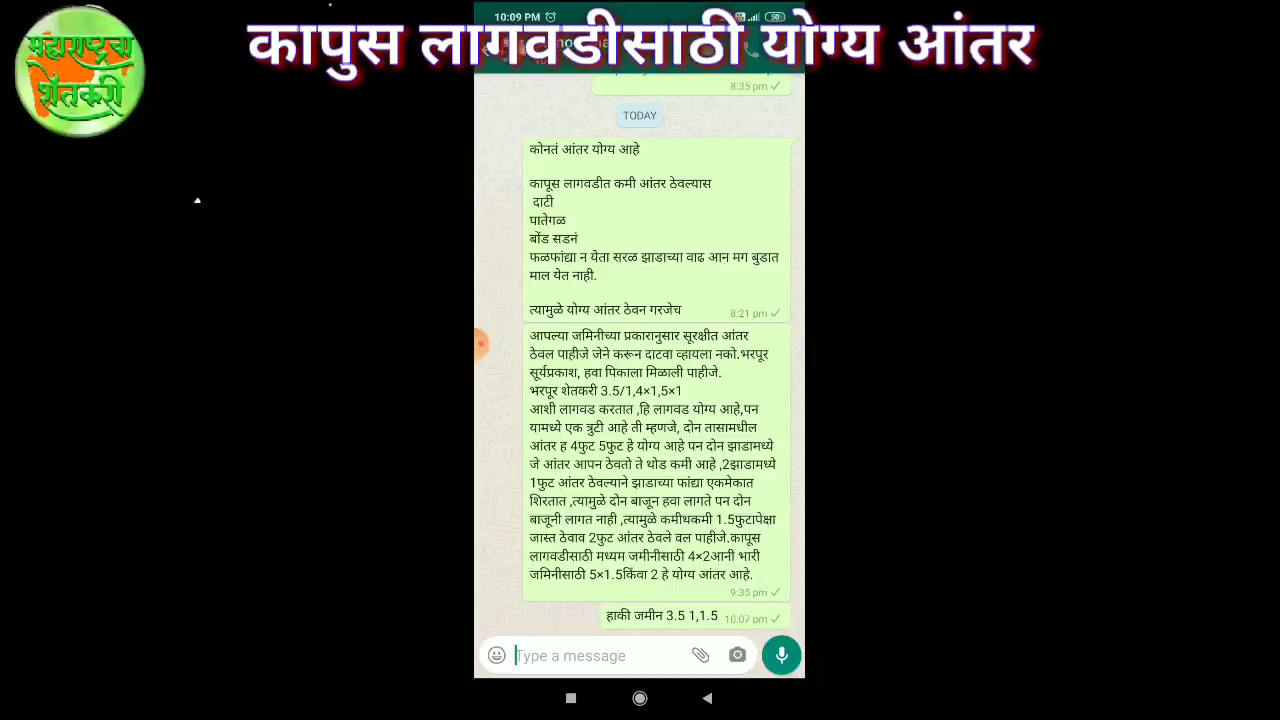 कापुस लागवडीसाठी योग्य आंतर
महाराष्ट्रचा
शेतकरी
10:09 PM
50
8:35 pm
TODAY
कोनतं आंतर योग्य आहे
कापूस लागवडीत कमी आंतर ठेवल्यास
दाटी
पातेगळ
बोंड सडनं
फळफांद्या न येता सरळ झाडाच्या वाढ आन मग बुडात
माल येत नाही.
त्यामुळे योग्य आंतर ठेवन गरजेच
8:21 pm
आपल्या जमिनीच्या प्रकारानुसार सूरक्षीत आंतर
ठेवल पाहीजे जेने करून दाटवा व्हायला नको.भरपूर
सूर्यप्रकाश, हवा पिकाला मिळाली पाहीजे.
भरपूर शेतकरी 3.5/1,4×1,5×1
आशी लागवड करतात ,हि लागवड योग्य आहे,पन
यामध्ये एक त्रुटी आहे ती म्हणजे, दोन तासामधील
आंतर ह 4फुट 5फुट हे योग्य आहे पन दोन झाडामध्ये
जे आंतर आपन ठेवतो ते थोड कमी आहे ,2झाडामध्ये
1फुट आंतर ठेवल्याने झाडाच्या फांद्या एकमेकात
शिरतात ,त्यामुळे दोन बाजून हवा लागते पन दोन
बाजूनी लागत नाही ,त्यामुळे कमीधकमी 1.5फुटापेक्षा
जास्त ठेवाव 2फुट आंतर ठेवले वल पाहीजे.कापूस
लागवडीसाठी मध्यम जमीनीसाठी 4×2आनी भारी
जमिनीसाठी 5×1.5किंवा 2 हे योग्य आंतर आहे.
9:35 pm
हाकी जमीन 3.5 1,1.5
10:07 pm
Type a message